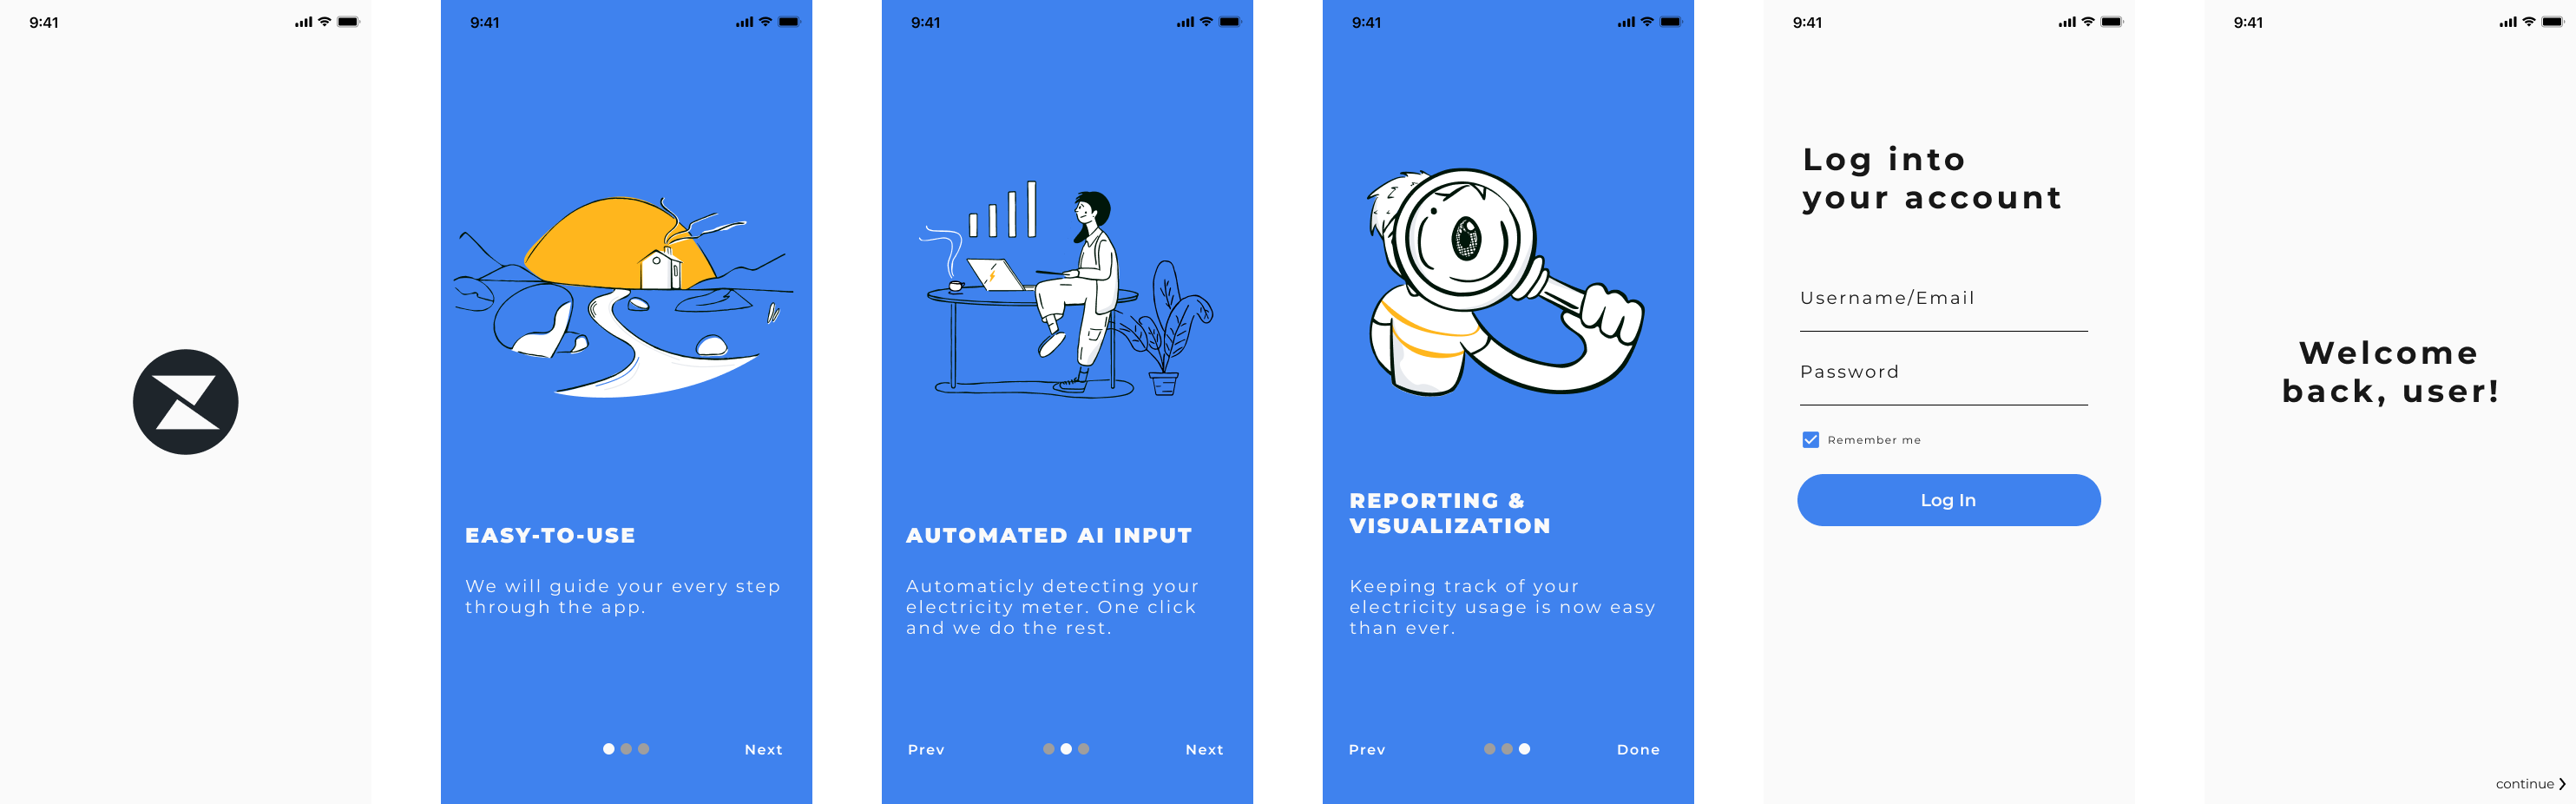 9:41
9:41
EASY-TO-USE
We will guide your every step
through the app.
Next
9:41
AUTOMATED AI INPUT
Automaticly detecting your
electricity meter. One click
and we do the rest.
Prev
Next
9:41
REPORTING &
VISUALIZATION
Keeping track of your
electricity usage is now easy
than ever.
Prev
Done
9:41
Log into
your account
Username/Email
Password
Remember me
Log In
9:41
Welcome
back, user!
continue